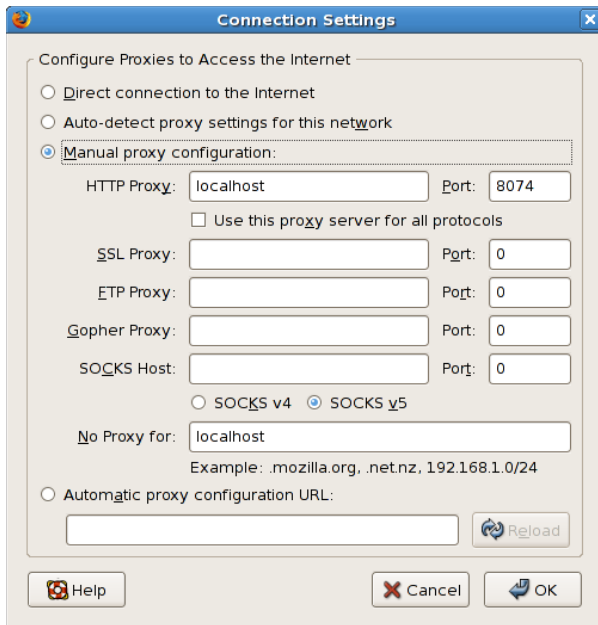 Connection Settings
Configure Proxies to Access the Internet
Direct connection to the Internet
Auto-detect proxy settings for this network
Manual proxy configuration:
HTTP Proxy: localhost Port: 8074
Use this proxy server for all protocols
SSL Proxy: Port: 0
FTP Proxy: Port: 0
Gopher Proxy: Port: 0
SOCKS Host: Port: 0
SOCKS v4 SOCKS v5
No Proxy for: localhost
Example: .mozilla.org, .net.nz, 192.168.1.0/24
Automatic proxy configuration URL:
Reload
Help Cancel OK